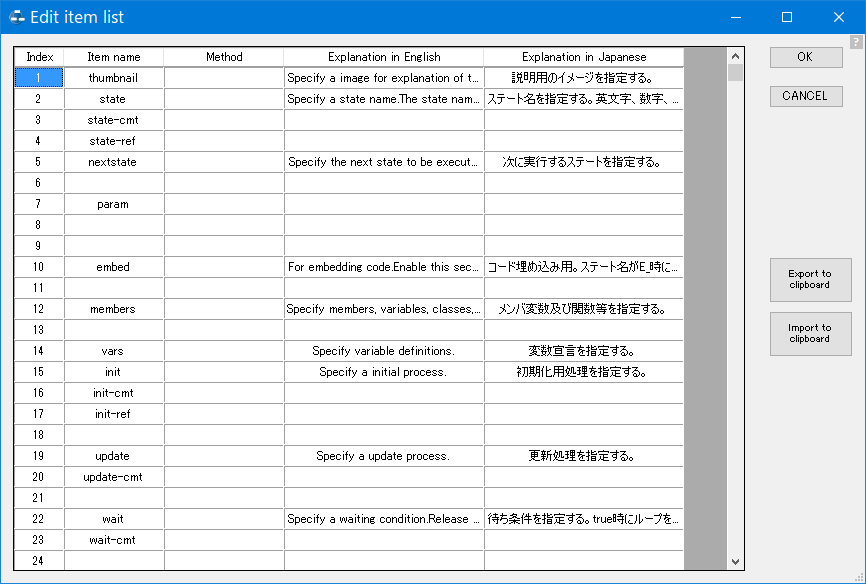 Edit item list
?
Index Item name Method Explanation in English Explanation in Japanese
1 thumbnail Specify a image for explanation of t... 説明用のイメージを指定する。
2 state Specify a state name.The state nam... ステート名を指定する。英文字、数字、...
3 state-cmt
4 state-ref
5 nextstate Specify the next state to be execut... 次に実行するステートを指定する。
6
7 param
8
9
10 embed For embedding code.Enable this sec... コード埋め込み用。ステート名がE_時に...
11
12 members Specify members, variables, classes,... メンバ変数及び関数等を指定する。
13
14 vars Specify variable definitions. 変数宣言を指定する。
15 init Specify a initial process. 初期化用処理を指定する。
16 init-cmt
17 init-ref
18
19 update Specify a update process. 更新処理を指定する。
20 update-cmt
21
22 wait Specify a waiting condition.Release ... 待ち条件を指定する。true時にループを...
23 wait-cmt
24
OK
CANCEL
Export to
clipboard
Import to
clipboard